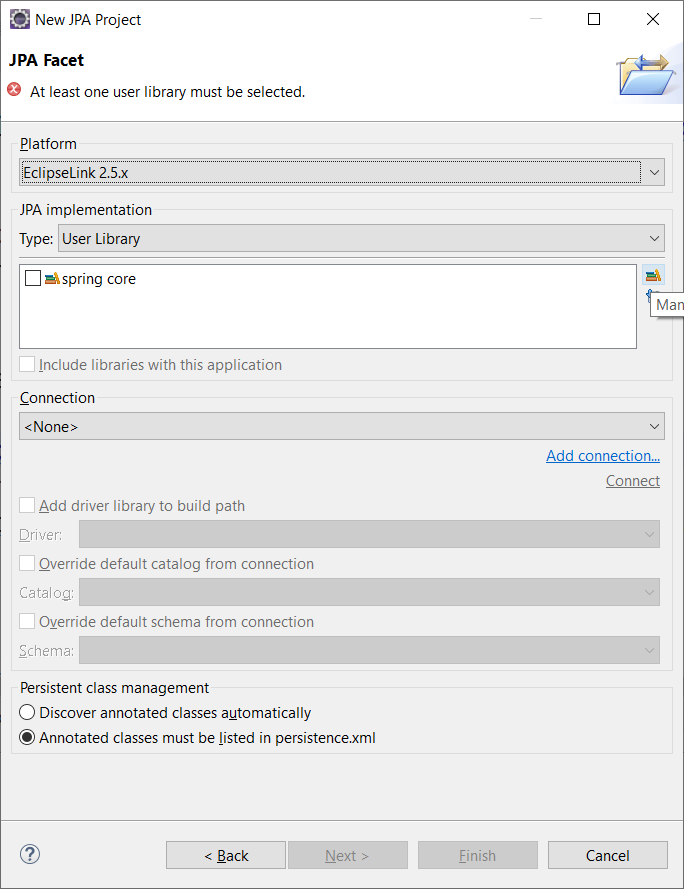 New JPA Project
JPA Facet
At least one user library must be selected.
Platform
EclipseLink 2.5.x
JPA implementation
Type: User Library
spring core
Man
Include libraries with this application
Connection
<None>
Add connection...
Connect
Add driver library to build path
Driver:
Override default catalog from connection
Catalog:
Override default schema from connection
Schema:
Persistent class management
Discover annotated classes automatically
Annotated classes must be listed in persistence.xml
? < Back Next > Finish Cancel